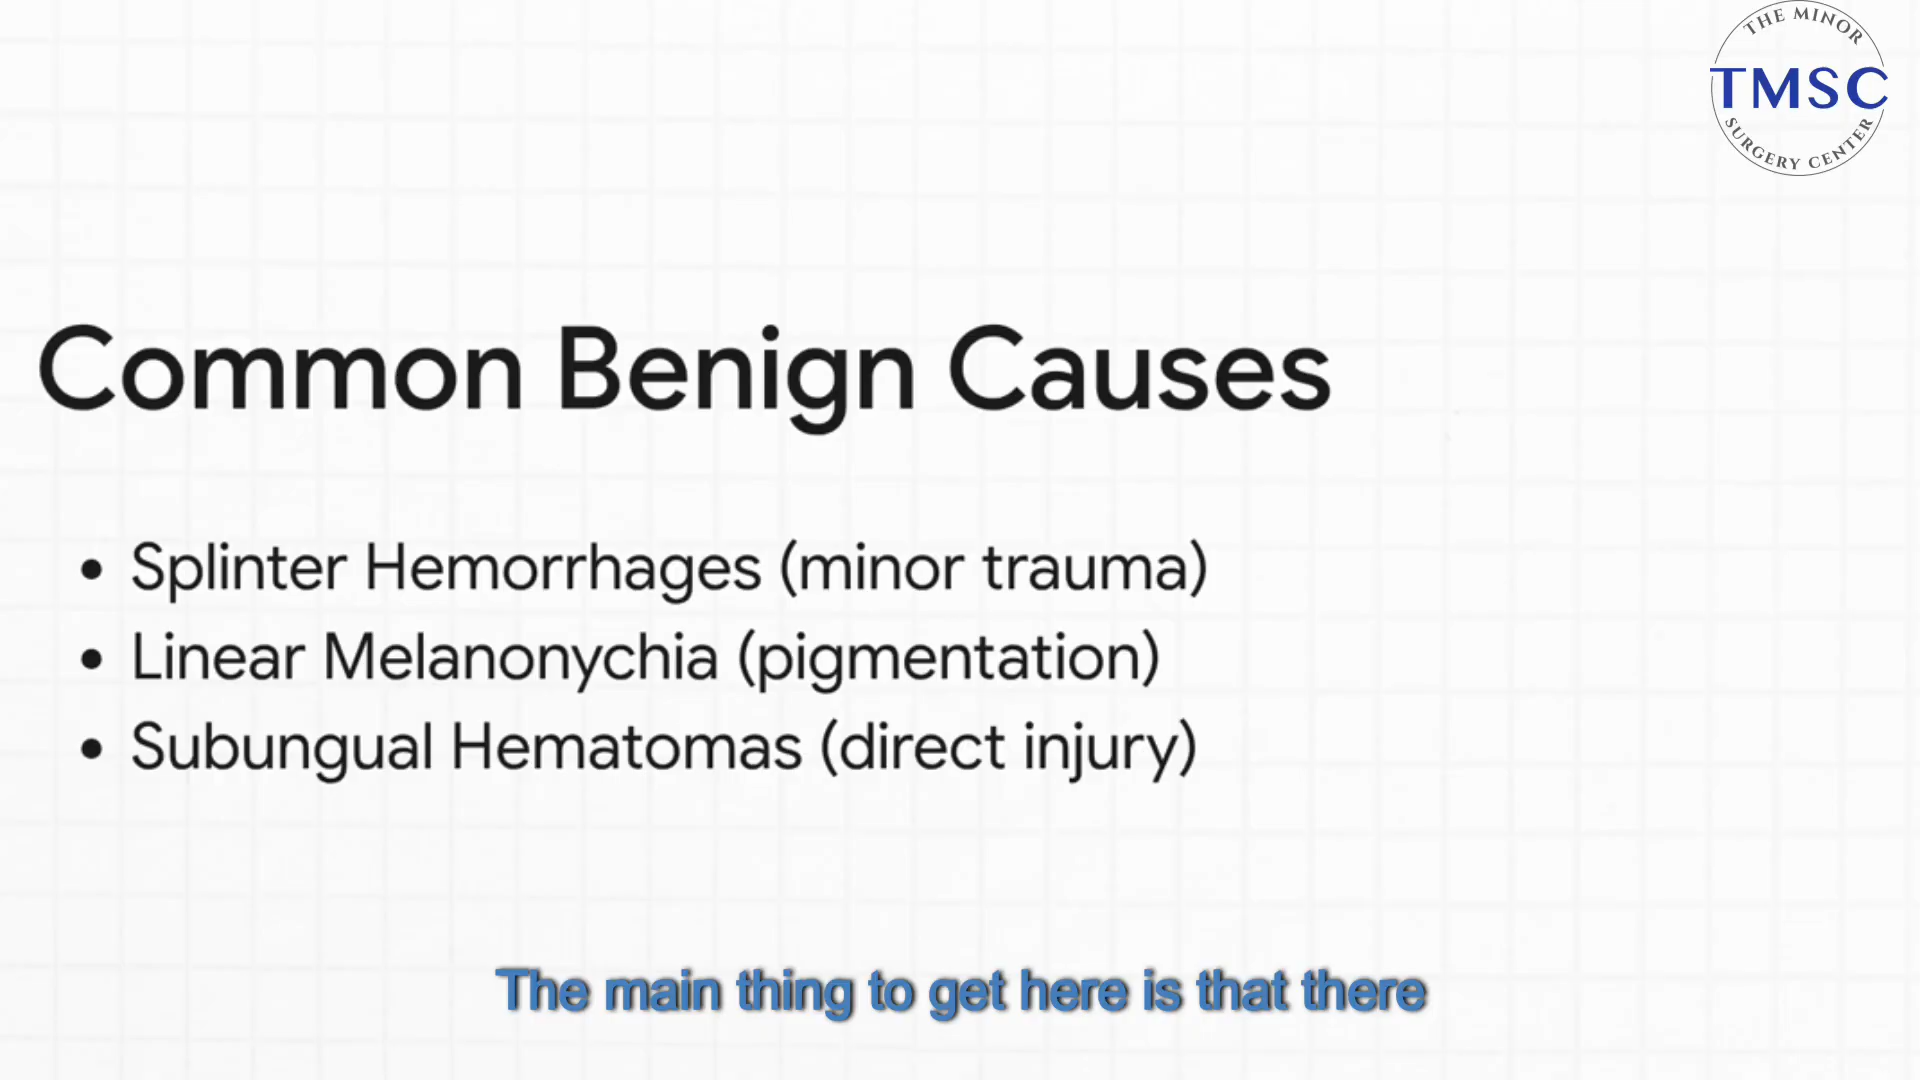 THE MINOR
TMSC
SURGERY CENTER
Common Benign Causes
• Splinter Hemorrhages (minor trauma)
• Linear Melanonychia (pigmentation)
• Subungual Hematomas (direct injury)
The main thing to get here is that there